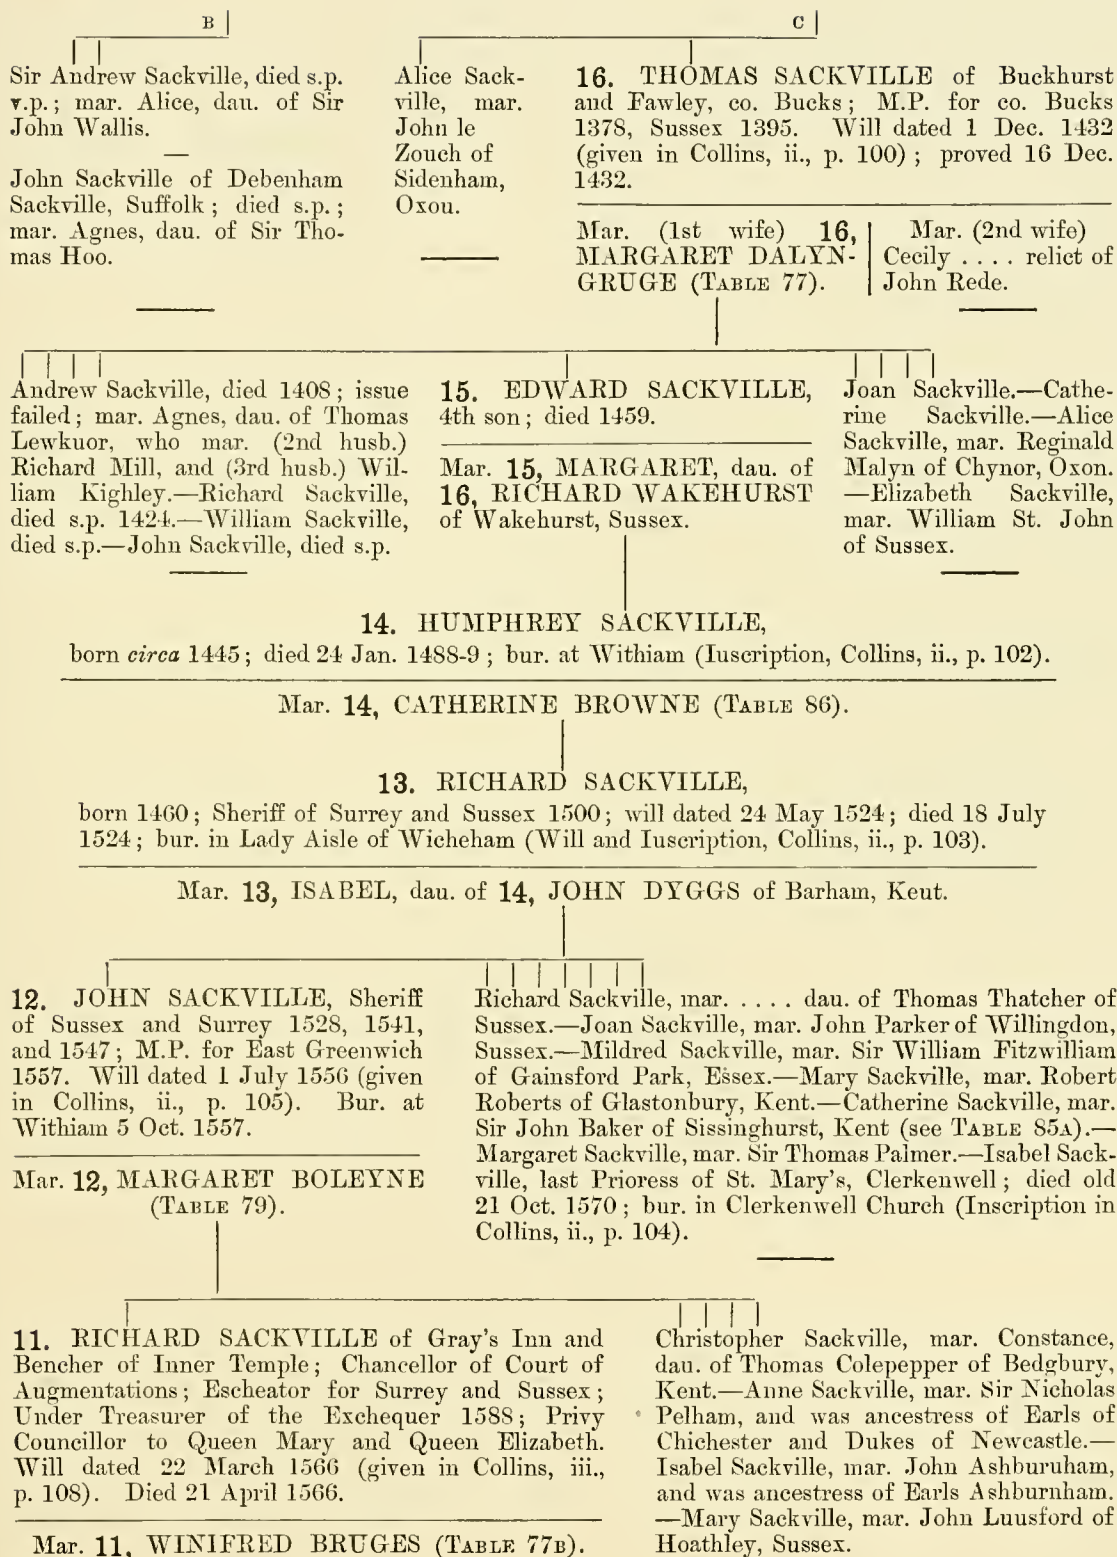 B
C
Sir Andrew Sackville, died s.p.
v.p.; mar. Alice, dau. of Sir
John Wallis.
—
John Sackville of Debenham
Sackville, Suffolk; died s.p.;
mar. Agnes, dau. of Sir Tho-
mas Hoo.
Alice Sack-
ville, mar.
John le
Zouch of
Sidenham,
Oxou.
16. THOMAS SACKVILLE of Buckhurst
and Fawley, co. Bucks; M.P. for co. Bucks
1378, Sussex 1395. Will dated 1 Dec. 1432
(given in Collins, ii., p. 100); proved 16 Dec.
1432.
Mar. (1st wife) 16,
MARGARET DALYN-
GRUGE (TABLE 77).
Mar. (2nd wife)
Cecily . . . . relict of
John Rede.
Andrew Sackville, died 1408; issue
failed; mar. Agnes, dau. of Thomas
Lewkuor, who mar. (2nd husb.)
Richard Mill, and (3rd husb.) Wil-
liam Kighley.—Richard Sackville,
died s.p. 1424.—William Sackville,
died s.p.—John Sackville, died s.p.
15. EDWARD SACKVILLE,
4th son; died 1459.
Mar. 15, MARGARET, dau. of
16, RICHARD WAKEHURST
of Wakehurst, Sussex.
Joan Sackville.—Cathe-
rine Sackville.—Alice
Sackville, mar. Reginald
Malyn of Chynor, Oxon.
—Elizabeth Sackville,
mar. William St. John
of Sussex.
14. HUMPHREY SACKVILLE,
born circa 1445; died 24 Jan. 1488-9; bur. at Withiam (Iuscription, Collins, ii., p. 102).
Mar. 14, CATHERINE BROWNE (TABLE 86).
13. RICHARD SACKVILLE,
born 1460; Sheriff of Surrey and Sussex 1500; will dated 24 May 1524; died 18 July
1524; bur. in Lady Aisle of Wicheham (Will and Iuscription, Collins, ii., p. 103).
Mar. 13, ISABEL, dau. of 14, JOHN DYGGS of Barham, Keut.
12. JOHN SACKVILLE, Sheriff
of Sussex and Surrey 1528, 1541,
and 1547; M.P. for East Greenwich
1557. Will dated 1 July 1556 (given
in Collins, ii., p. 105). Bur. at
Withiam 5 Oct. 1557.
Mar. 12, MARGARET BOLEYNE
(TABLE 79).
Richard Sackville, mar. . . . . dau. of Thomas Thatcher of
Sussex.—Joan Sackville, mar. John Parker of Willingdon,
Sussex.—Mildred Sackville, mar. Sir William Fitzwilliam
of Gainsford Park, Essex.—Mary Sackville, mar. Robert
Roberts of Glastonbury, Kent.—Catherine Sackville, mar.
Sir John Baker of Sissinghurst, Kent (see TABLE 85A).—
Margaret Sackville, mar. Sir Thomas Palmer.—Isabel Sack-
ville, last Prioress of St. Mary's, Clerkenwell; died old
21 Oct. 1570; bur. in Clerkenwell Church (Inscription in
Collins, ii., p. 104).
11. RICHARD SACKVILLE of Gray's Inn and
Bencher of Inner Temple; Chancellor of Court of
Augmentations; Escheator for Surrey and Sussex;
Under Treasurer of the Exchequer 1588; Privy
Councillor to Queen Mary and Queen Elizabeth.
Will dated 22 March 1566 (given in Collins, iii.,
p. 108). Died 21 April 1566.
Mar. 11, WINIFRED BRUGES (TABLE 77B).
Christopher Sackville, mar. Constance,
dau. of Thomas Colepepper of Bedgbury,
Kent.—Anne Sackville, mar. Sir Nicholas
Pelham, and was ancestress of Earls of
Chichester and Dukes of Newcastle.—
Isabel Sackville, mar. John Ashburuham,
and was ancestress of Earls Ashburnham.
—Mary Sackville, mar. John Luusford of
Hoathley, Sussex.